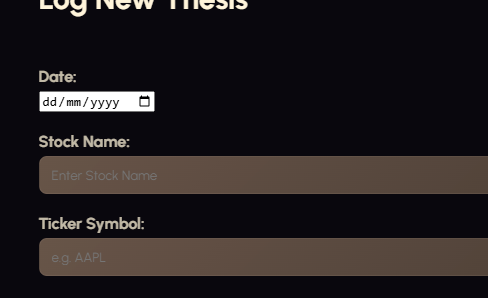 Log New Thesis
Date:
dd/mm/yyyy
Stock Name:
Enter Stock Name
Ticker Symbol:
e.g. AAPL